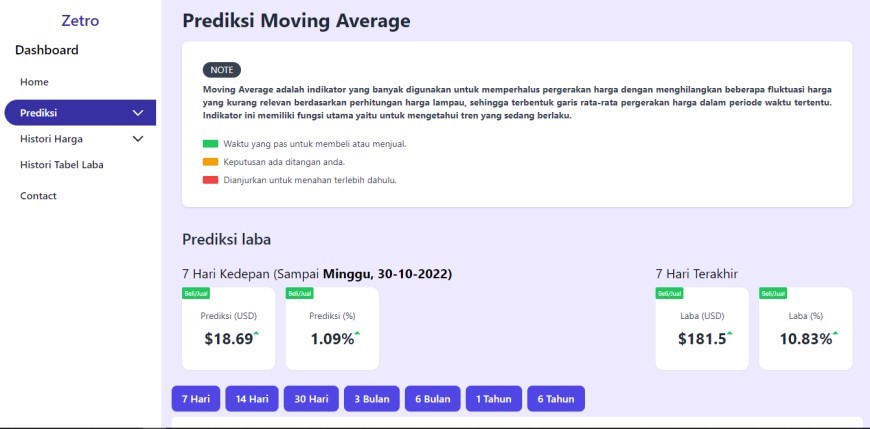 Zetro
Dashboard
Home
Prediksi
Histori Harga
Histori Tabel Laba
Contact
Prediksi Moving Average
NOTE
Moving Average adalah indikator yang banyak digunakan untuk memperhalus pergerakan harga dengan menghilangkan beberapa fluktuasi harga
yang kurang relevan berdasarkan perhitungan harga lampau, sehingga terbentuk garis rata-rata pergerakan harga dalam periode waktu tertentu.
Indikator ini memiliki fungsi utama yaitu untuk mengetahui tren yang sedang berlaku.
Waktu yang pas untuk membeli atau menjual.
Keputusan ada ditangan anda.
Dianjurkan untuk menahan terlebih dahulu.
Prediksi laba
7 Hari Kedepan (Sampai Minggu, 30-10-2022)
Beli/Jual
Prediksi (USD)
$18.69
Beli/Jual
Prediksi (%)
1.09%
7 Hari Terakhir
Beli/Jual
Laba (USD)
$181.5
Beli/Jual
Laba (%)
10.83%
7 Hari 14 Hari 30 Hari 3 Bulan 6 Bulan 1 Tahun 6 Tahun